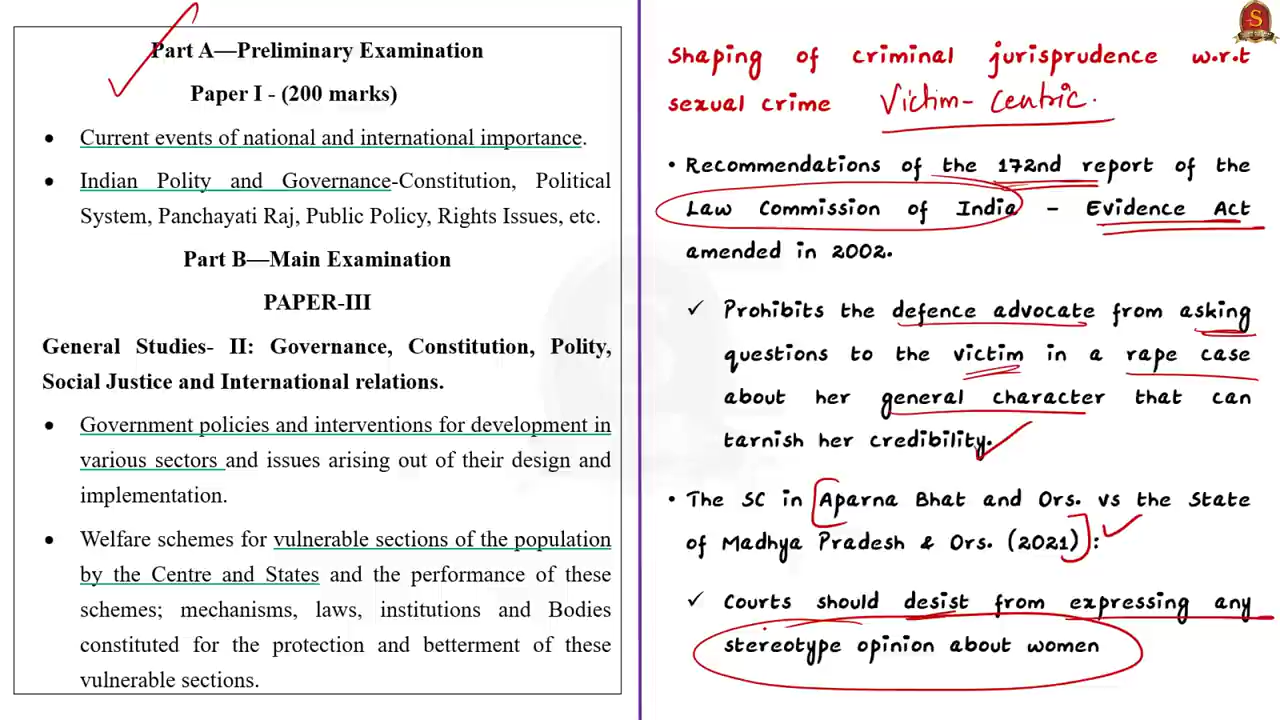 Part A—Preliminary Examination
Paper I - (200 marks)
• Current events of national and international importance.
• Indian Polity and Governance-Constitution, Political
System, Panchayati Raj, Public Policy, Rights Issues, etc.
Part B—Main Examination
PAPER-III
General Studies- II: Governance, Constitution, Polity,
Social Justice and International relations.
• Government policies and interventions for development in
various sectors and issues arising out of their design and
implementation.
• Welfare schemes for vulnerable sections of the population
by the Centre and States and the performance of these
schemes; mechanisms, laws, institutions and Bodies
constituted for the protection and betterment of these
vulnerable sections.
Shaping of criminal jurisprudence w.r.t
sexual crime Victim-Centric.
• Recommendations of the 172nd report of the
Law Commission of India – Evidence Act
amended in 2002.
✓ Prohibits the defence advocate from asking
questions to the victim in a rape case
about her general character that can
tarnish her credibility.
• The SC in Aparna Bhat and Ors. vs the State
of Madhya Pradesh & Ors. (2021):
✓ Courts should desist from expressing any
stereotype opinion about women
S